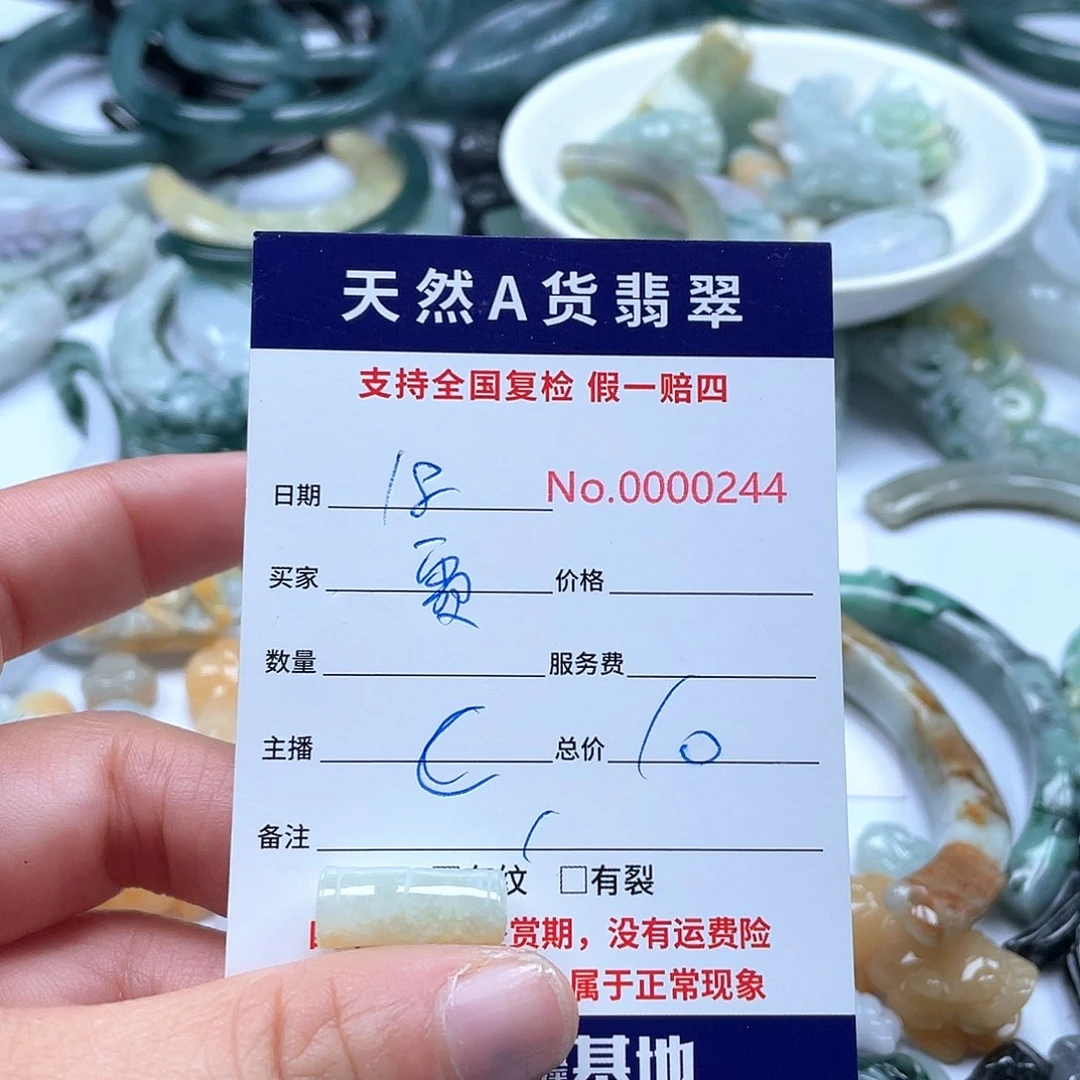 天然A货翡翠
支持全国复检 假一赔四
日期 18 No.0000244
买家 贾 价格
数量 服务费
主播 C 总价 10
备注
纹 □有裂
赏期，没有运费险
属于正常现象
基地